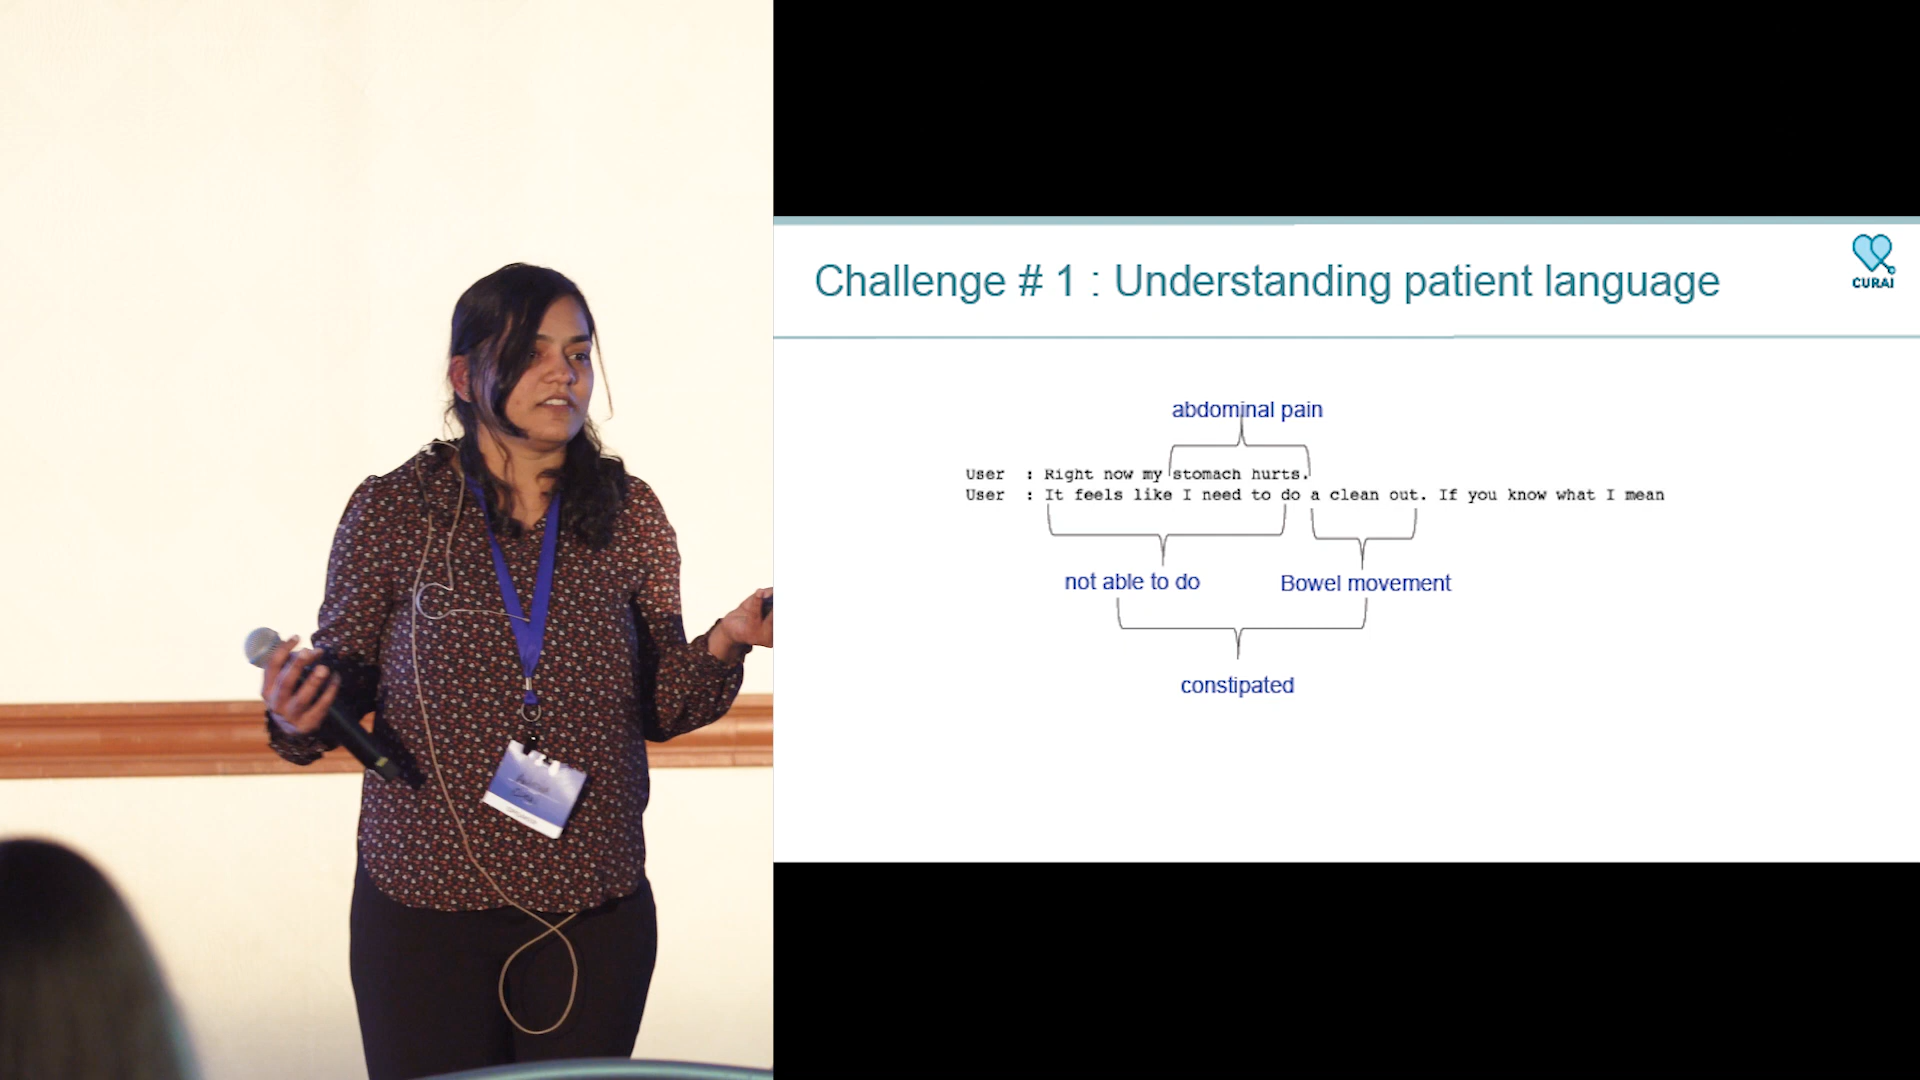 Challenge # 1 : Understanding patient language
CURAI
abdominal pain
User : Right now my stomach hurts.
User : It feels like I need to do a clean out. If you know what I mean
not able to do
Bowel movement
constipated